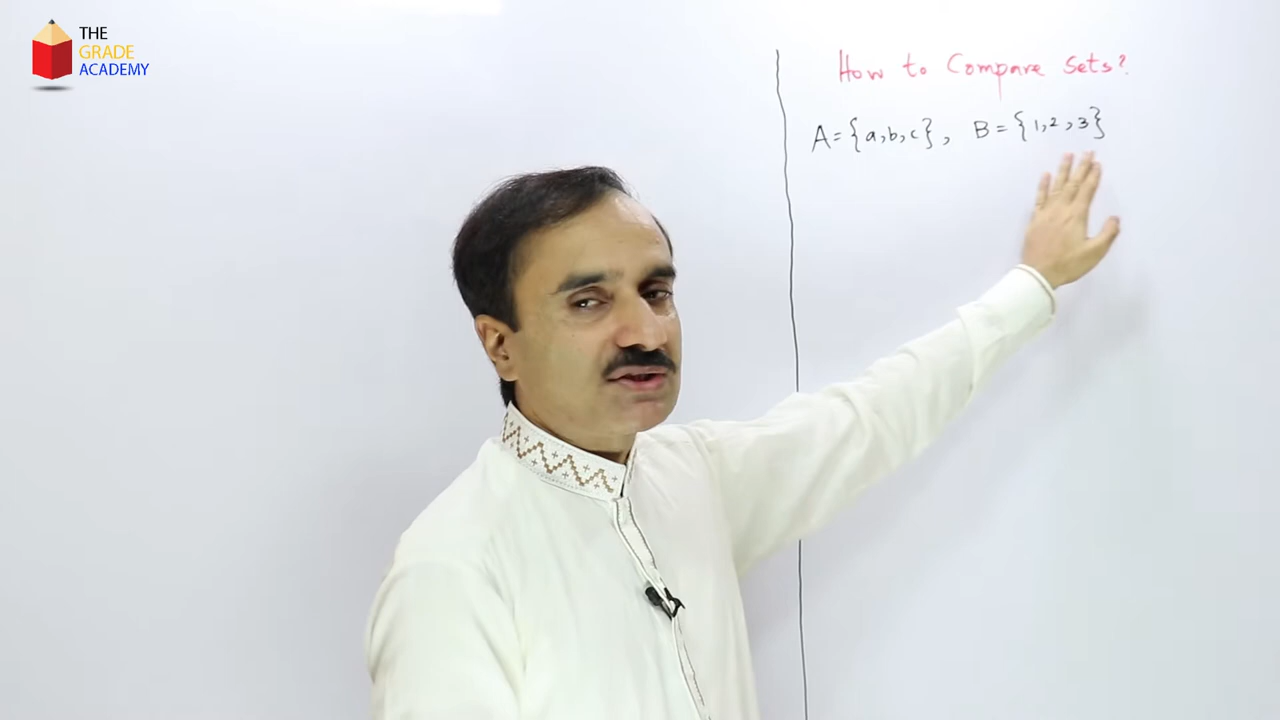 THE
GRADE
ACADEMY
How to Compare Sets?
A={a,b,c}, B={1,2,3}